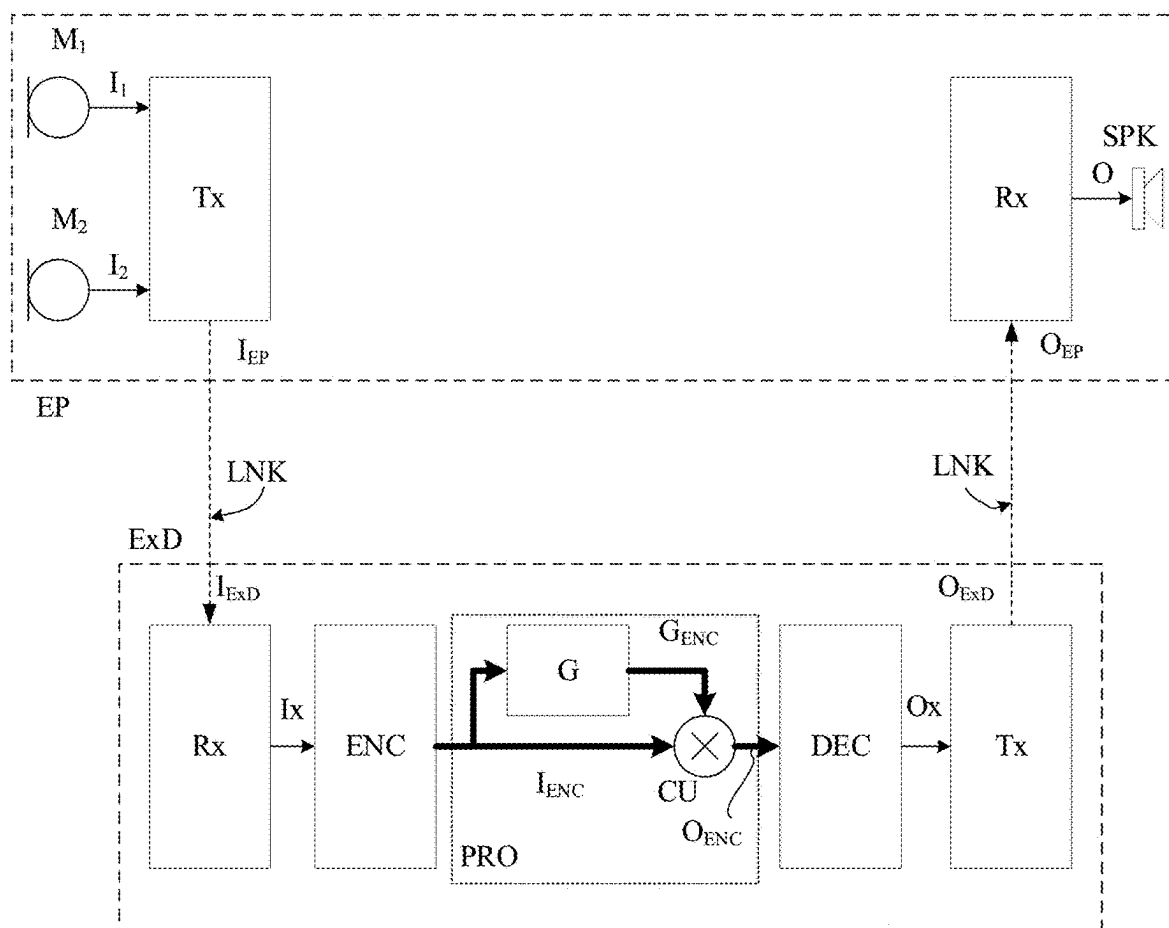 M₁
I₁
Tx
M₂
I₂
I_EP
SPK
O
Rx
O_EP
EP
LNK
LNK
ExD
I_ExD
O_ExD
Rx
Ix
ENC
G
G_ENC
I_ENC
CU
O_ENC
PRO
DEC
Ox
Tx